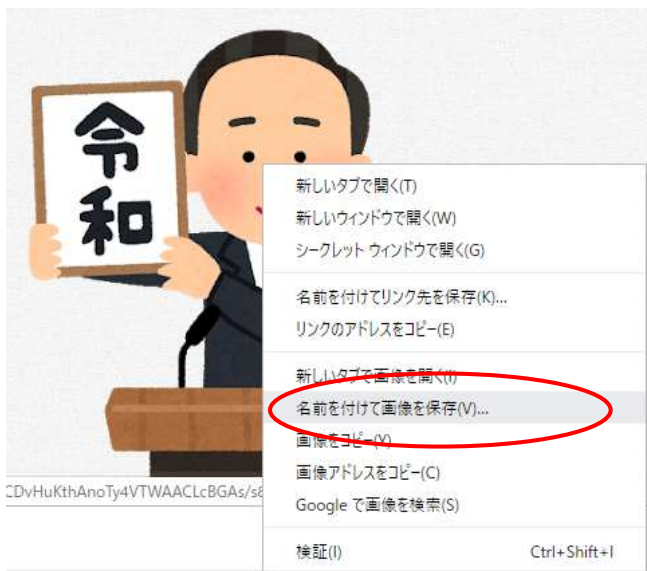 令
和
新しいタブで開く(T)
新しいウィンドウで開く(W)
シークレット ウィンドウで開く(G)
名前を付けてリンク先を保存(K)...
リンクのアドレスをコピー(E)
新しいタブで画像を開く(I)
名前を付けて画像を保存(V)...
画像をコピー(Y)
画像アドレスをコピー(C)
CDvHuKthAnoTy4VTWAACLcBGAs/s8
Google で画像を検索(S)
検証(I) Ctrl+Shift+I